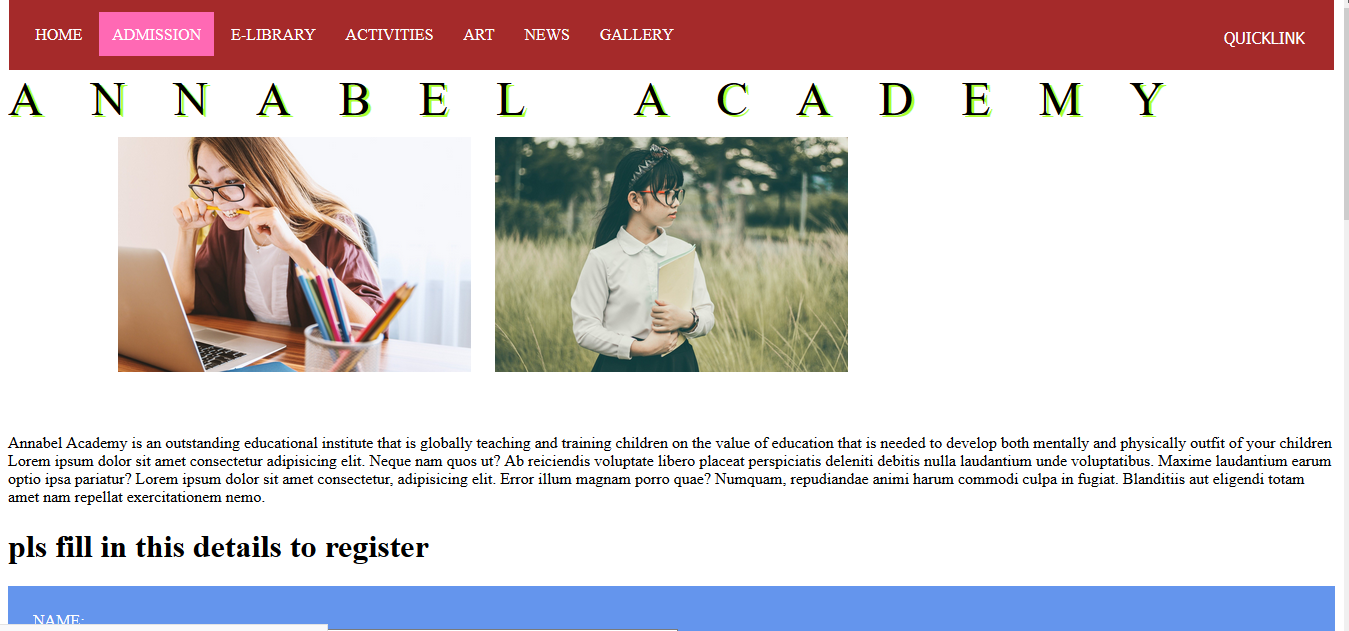 HOME ADMISSION E-LIBRARY ACTIVITIES ART NEWS GALLERY QUICKLINK
ANNABEL ACADEMY
Annabel Academy is an outstanding educational institute that is globally teaching and training children on the value of education that is needed to develop both mentally and physically outfit of your children
Lorem ipsum dolor sit amet consectetur adipisicing elit. Neque nam quos ut? Ab reiciendis voluptate libero placeat perspiciatis deleniti debitis nulla laudantium unde voluptatibus. Maxime laudantium earum
optio ipsa pariatur? Lorem ipsum dolor sit amet consectetur, adipisicing elit. Error illum magnam porro quae? Numquam, repudiandae animi harum commodi culpa in fugiat. Blanditiis aut eligendi totam
amet nam repellat exercitationem nemo.
pls fill in this details to register
NAME: